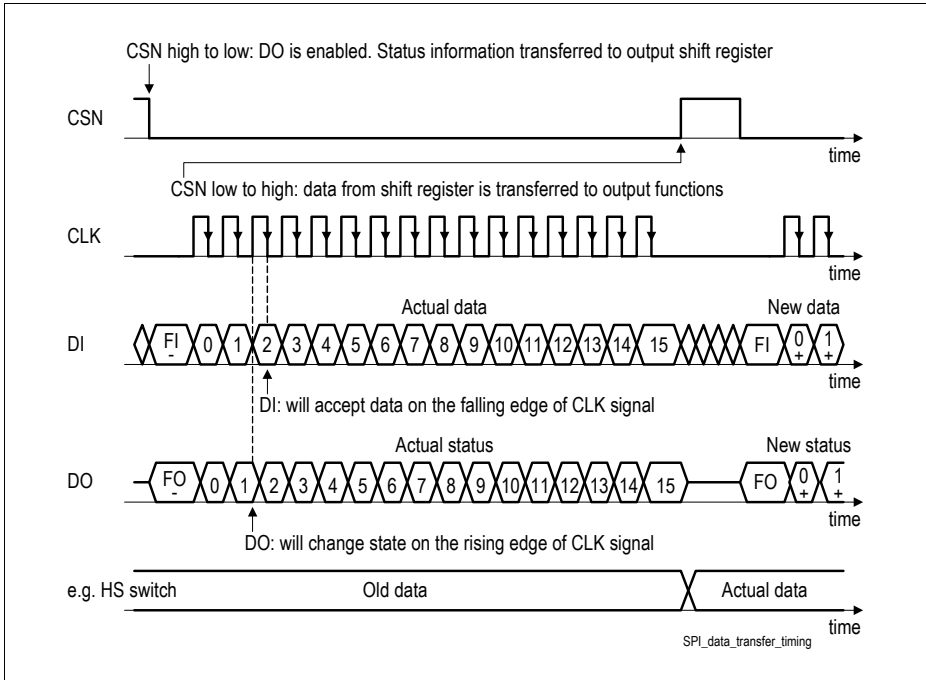 CSN high to low: DO is enabled. Status information transferred to output shift register
CSN
time
CSN low to high: data from shift register is transferred to output functions
CLK
time
Actual data
New data
DI
FI
-
0 1 2 3 4 5 6 7 8 9 10 11 12 13 14 15
FI
0
+
1
+
time
DI: will accept data on the falling edge of CLK signal
Actual status
New status
DO
FO
-
0 1 2 3 4 5 6 7 8 9 10 11 12 13 14 15
FO
0
+
1
+
time
DO: will change state on the rising edge of CLK signal
e.g. HS switch
Old data
Actual data
time
SPI_data_transfer_timing